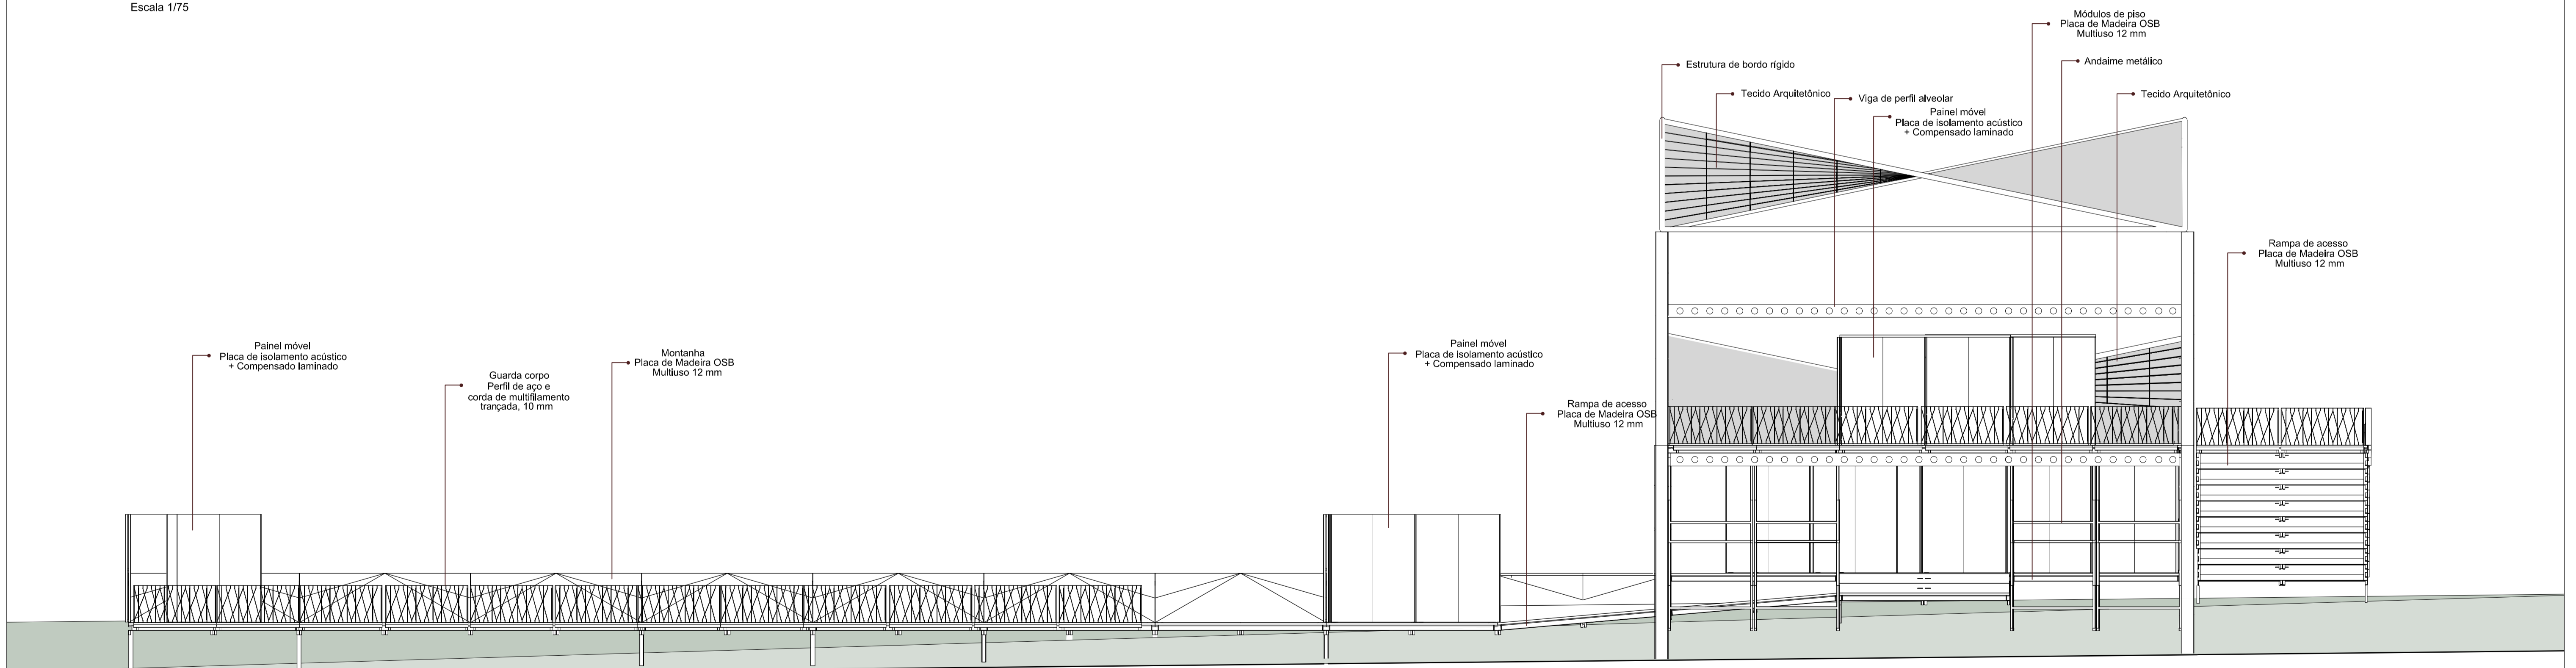 Escala 1/75
Módulos de piso
Placa de Madeira OSB
Multiuso 12 mm
Estrutura de bordo rígido
Andaime metálico
Tecido Arquitetônico
Viga de perfil alveolar
Tecido Arquitetônico
Painel móvel
Placa de isolamento acústico
+ Compensado laminado
Rampa de acesso
Placa de Madeira OSB
Multiuso 12 mm
Painel móvel
Placa de isolamento acústico
+ Compensado laminado
Guarda corpo
Perfil de aço e
corda de multifilamento
trançada, 10 mm
Montanha
Placa de Madeira OSB
Multiuso 12 mm
Painel móvel
Placa de isolamento acústico
+ Compensado laminado
Rampa de acesso
Placa de Madeira OSB
Multiuso 12 mm